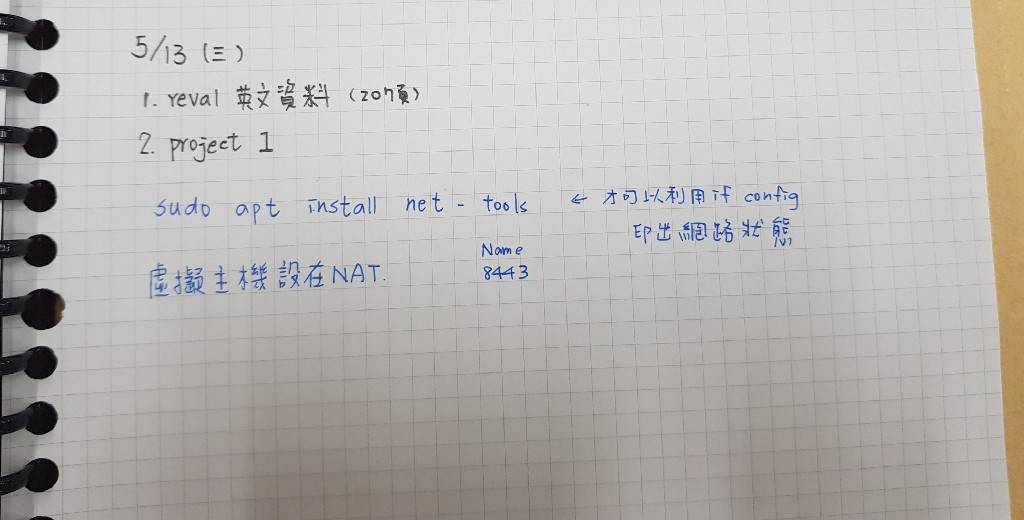 5/13 (三)
1. reval 英文資料 (207頁)
2. project 1
sudo apt install net - tools ← 才可以利用 if config
印出網路狀態
Name
虛擬主機設在NAT. 8443